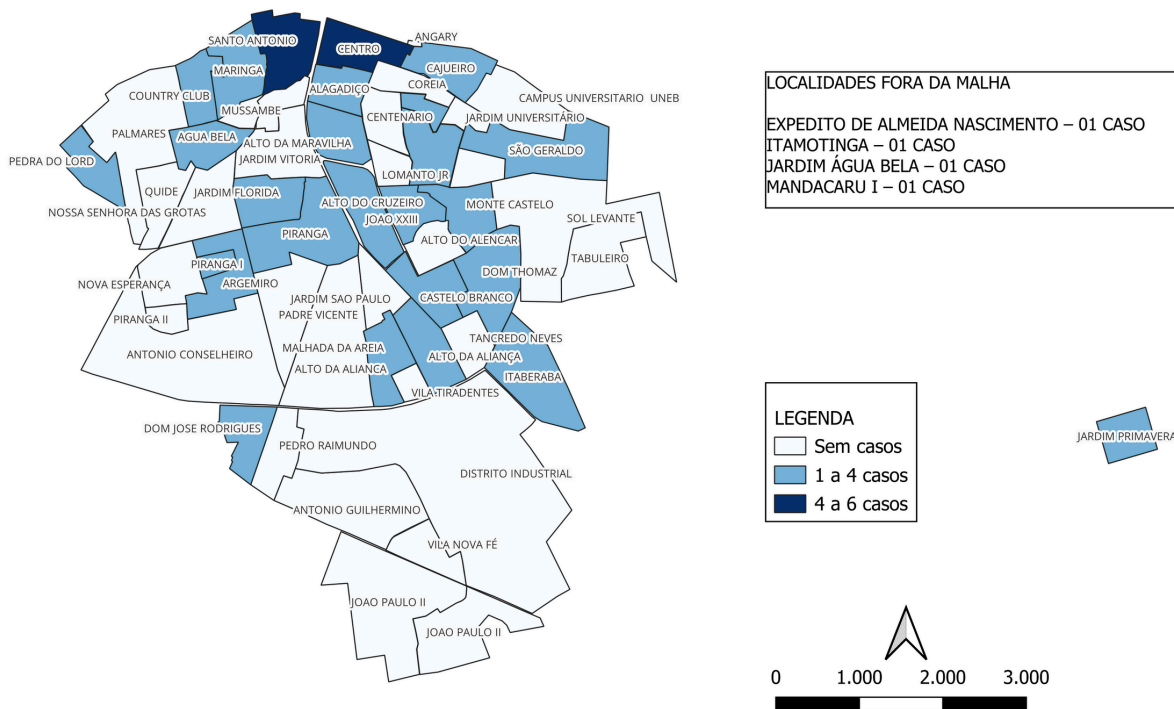 SANTO ANTONIO
CENTRO
ANGARY
MARINGA
CAJUEIRO
COUNTRY CLUB
ALAGADIÇO
COREIA
CAMPUS UNIVERSITARIO UNEB
MUSSAMBE
CENTENARIO
JARDIM UNIVERSITÁRIO
PALMARES
AGUA BELA
ALTO DA MARAVILHA
SÃO GERALDO
PEDRA DO LORD
JARDIM VITORIA
LOMANTO JR
QUIDE
JARDIM FLORIDA
ALTO DO CRUZEIRO
MONTE CASTELO
NOSSA SENHORA DAS GROTAS
JOAO XXIII
SOL LEVANTE
PIRANGA
ALTO DO ALENCAR
PIRANGA I
DOM THOMAZ
TABULEIRO
NOVA ESPERANÇA
ARGEMIRO
JARDIM SAO PAULO
CASTELO BRANCO
PIRANGA II
PADRE VICENTE
TANCREDO NEVES
ANTONIO CONSELHEIRO
MALHADA DA AREIA
ALTO DA ALIANÇA
ALTO DA ALIANCA
ITABERABA
VILA TIRADENTES
DOM JOSE RODRIGUES
PEDRO RAIMUNDO
DISTRITO INDUSTRIAL
ANTONIO GUILHERMINO
VILA NOVA FÉ
JOAO PAULO II
JOAO PAULO II
LOCALIDADES FORA DA MALHA
EXPEDITO DE ALMEIDA NASCIMENTO – 01 CASO
ITAMOTINGA – 01 CASO
JARDIM ÁGUA BELA – 01 CASO
MANDACARU I – 01 CASO
LEGENDA
Sem casos
1 a 4 casos
4 a 6 casos
JARDIM PRIMAVERA
0 1.000 2.000 3.000